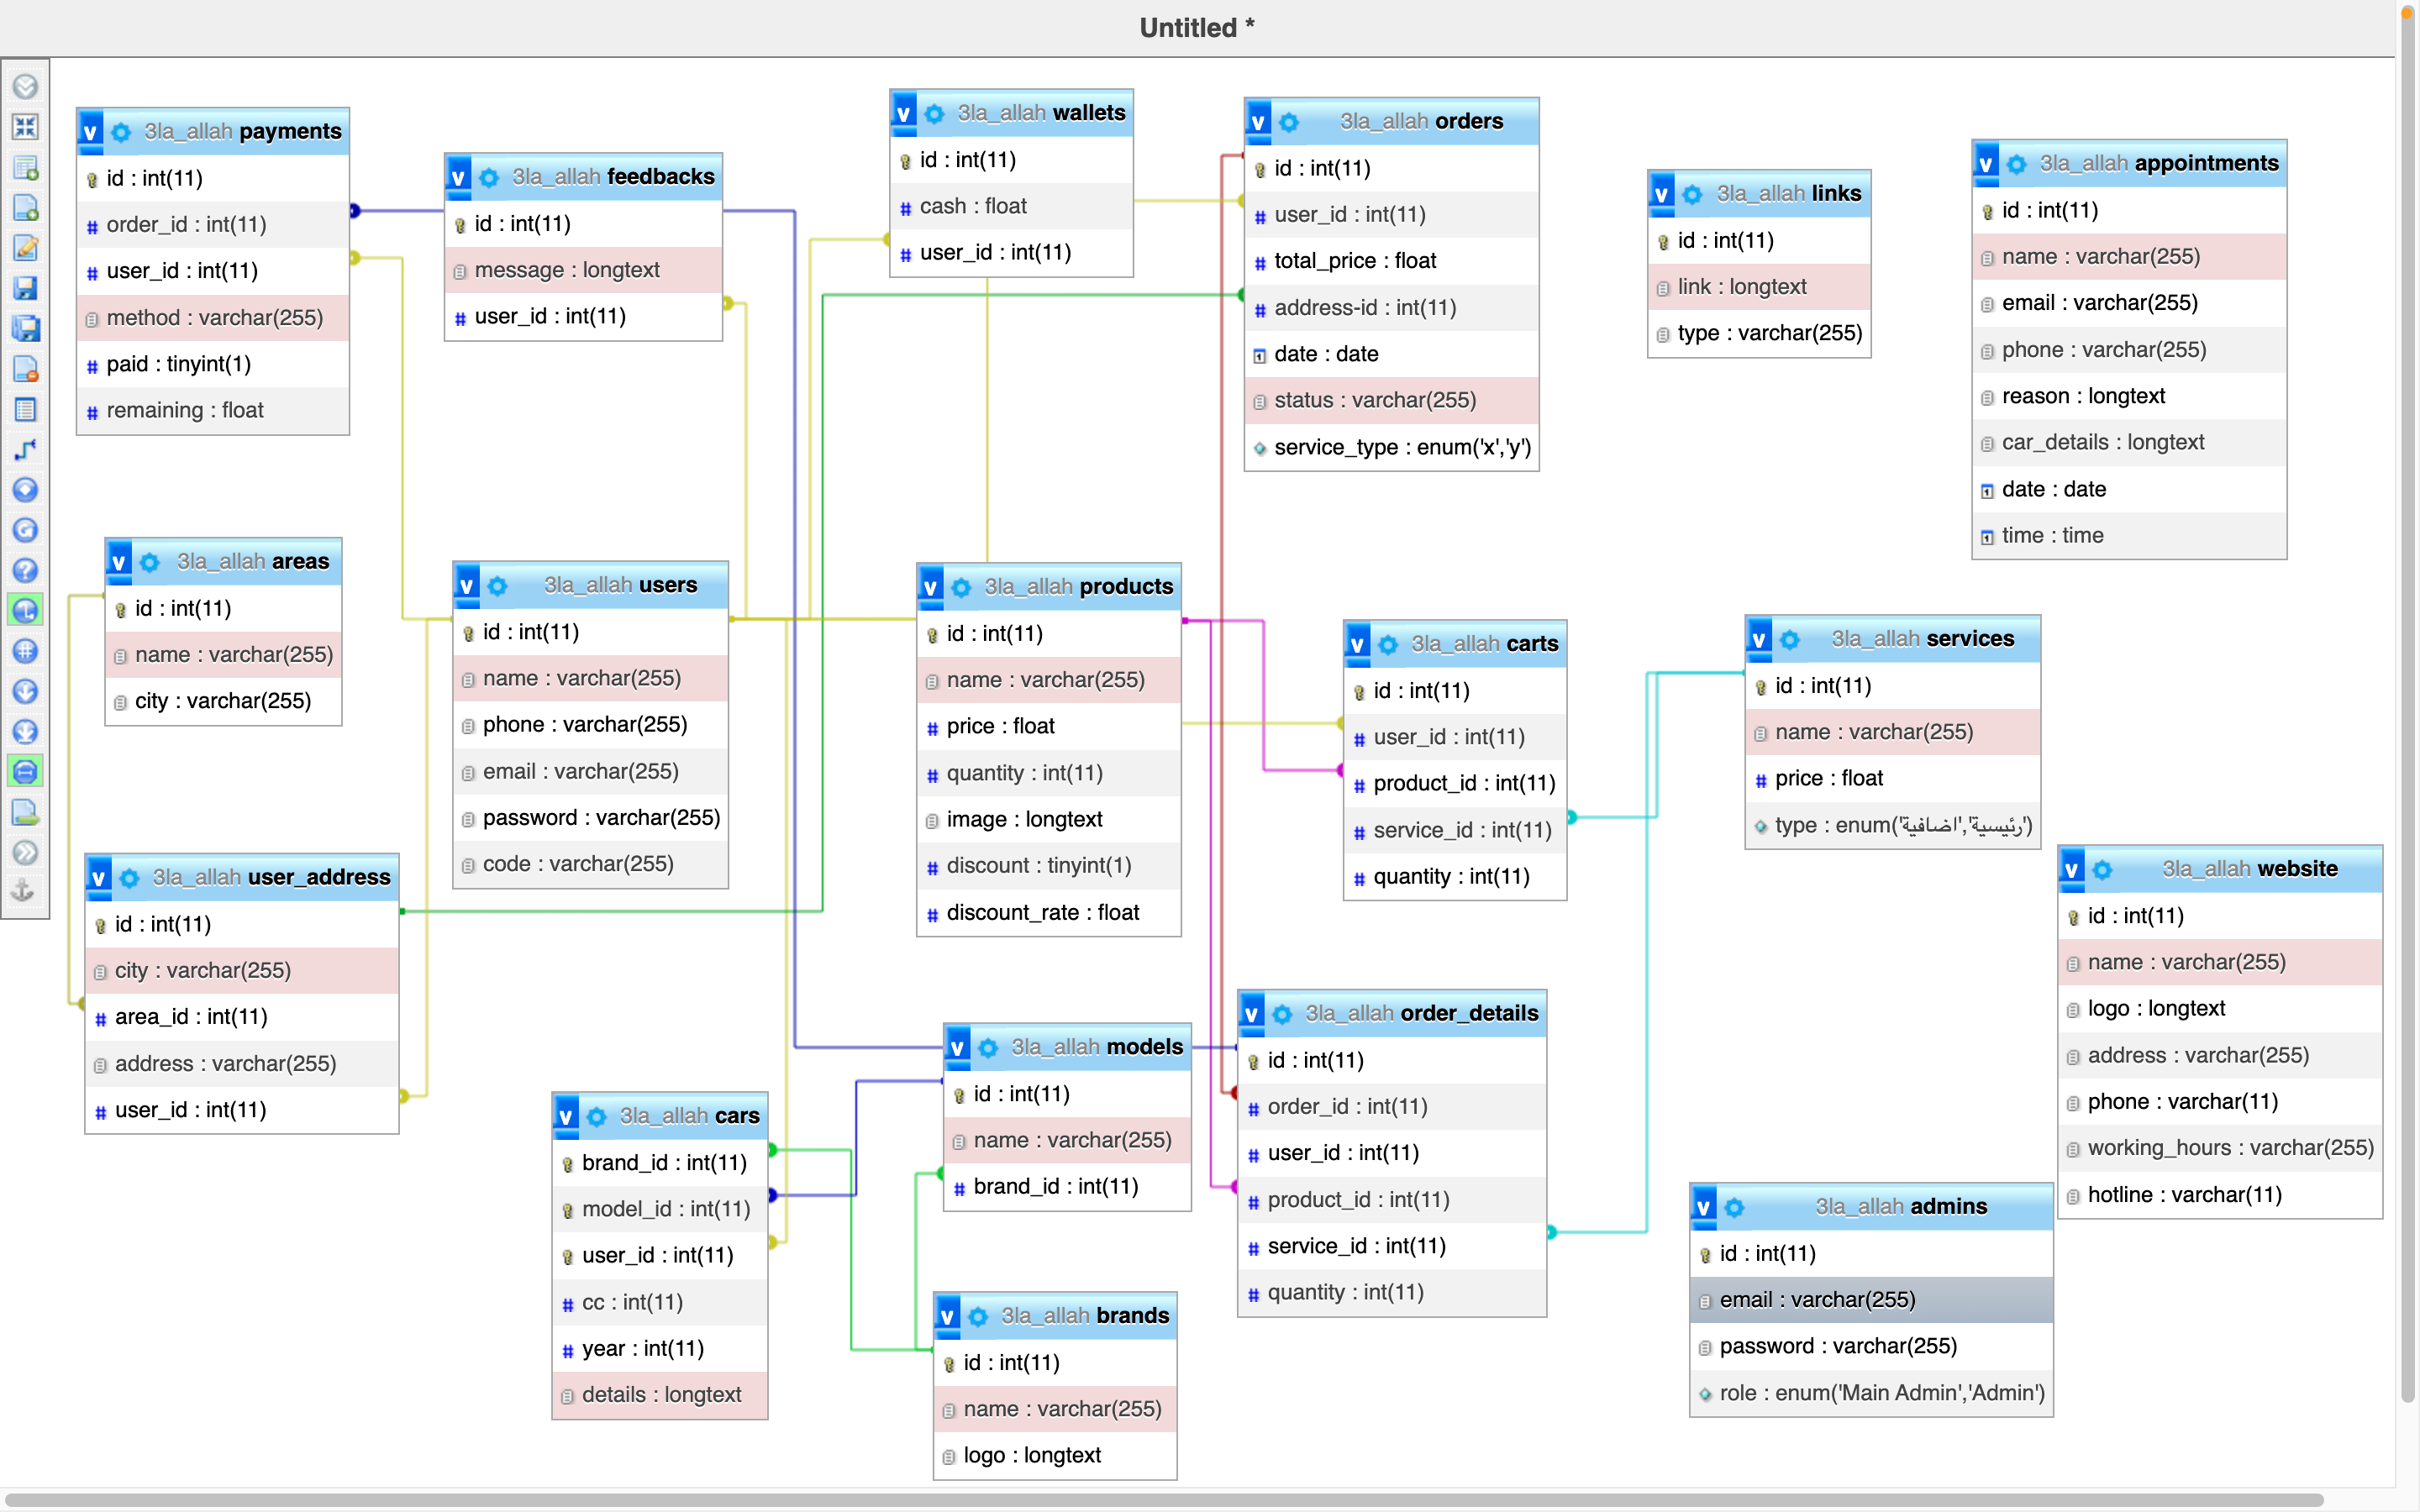 Untitled *
v 3la_allah payments
id : int(11)
order_id : int(11)
user_id : int(11)
method : varchar(255)
paid : tinyint(1)
remaining : float
v 3la_allah feedbacks
id : int(11)
message : longtext
user_id : int(11)
v 3la_allah wallets
id : int(11)
cash : float
user_id : int(11)
v 3la_allah orders
id : int(11)
user_id : int(11)
total_price : float
address-id : int(11)
date : date
status : varchar(255)
service_type : enum('x','y')
v 3la_allah links
id : int(11)
link : longtext
type : varchar(255)
v 3la_allah appointments
id : int(11)
name : varchar(255)
email : varchar(255)
phone : varchar(255)
reason : longtext
car_details : longtext
date : date
time : time
v 3la_allah areas
id : int(11)
name : varchar(255)
city : varchar(255)
v 3la_allah users
id : int(11)
name : varchar(255)
phone : varchar(255)
email : varchar(255)
password : varchar(255)
code : varchar(255)
v 3la_allah products
id : int(11)
name : varchar(255)
price : float
quantity : int(11)
image : longtext
discount : tinyint(1)
discount_rate : float
v 3la_allah carts
id : int(11)
user_id : int(11)
product_id : int(11)
service_id : int(11)
quantity : int(11)
v 3la_allah services
id : int(11)
name : varchar(255)
price : float
type : enum('رئيسية','اضافية')
v 3la_allah user_address
id : int(11)
city : varchar(255)
area_id : int(11)
address : varchar(255)
user_id : int(11)
v 3la_allah website
id : int(11)
name : varchar(255)
logo : longtext
address : varchar(255)
phone : varchar(11)
working_hours : varchar(255)
hotline : varchar(11)
v 3la_allah cars
brand_id : int(11)
model_id : int(11)
user_id : int(11)
cc : int(11)
year : int(11)
details : longtext
v 3la_allah models
id : int(11)
name : varchar(255)
brand_id : int(11)
v 3la_allah order_details
id : int(11)
order_id : int(11)
user_id : int(11)
product_id : int(11)
service_id : int(11)
quantity : int(11)
v 3la_allah brands
id : int(11)
name : varchar(255)
logo : longtext
v 3la_allah admins
id : int(11)
email : varchar(255)
password : varchar(255)
role : enum('Main Admin','Admin')